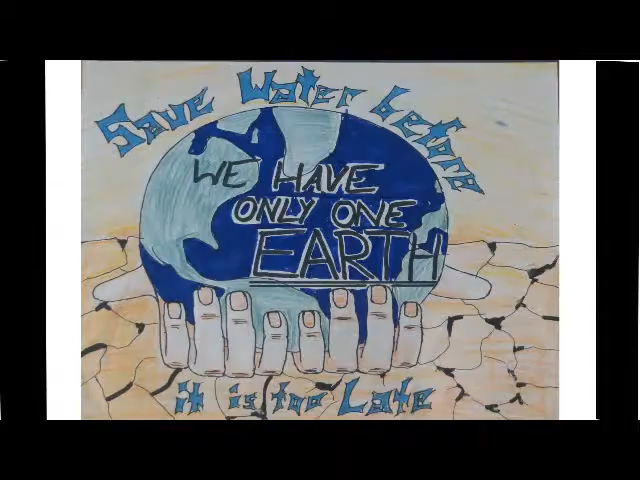 Save Water before
WE HAVE
ONLY ONE
EARTH
it is too Late